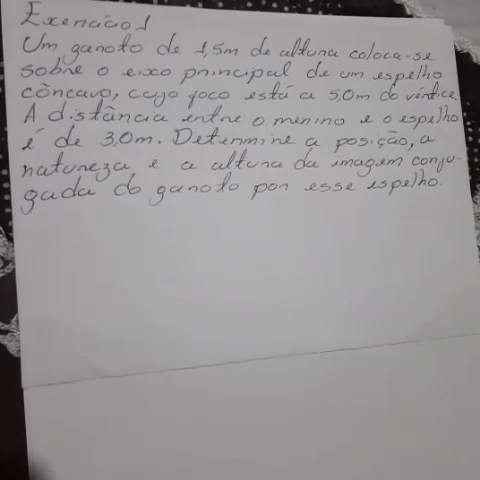 Exercício 1
Um garoto de 1,5m de altura coloca-se
sobre o eixo principal de um espelho
côncavo, cujo foco está a 5,0m do vértice.
A distância entre o menino e o espelho
é de 3,0m. Determine a posição, a
natureza e a altura da imagem conju-
gada do garoto por esse espelho.